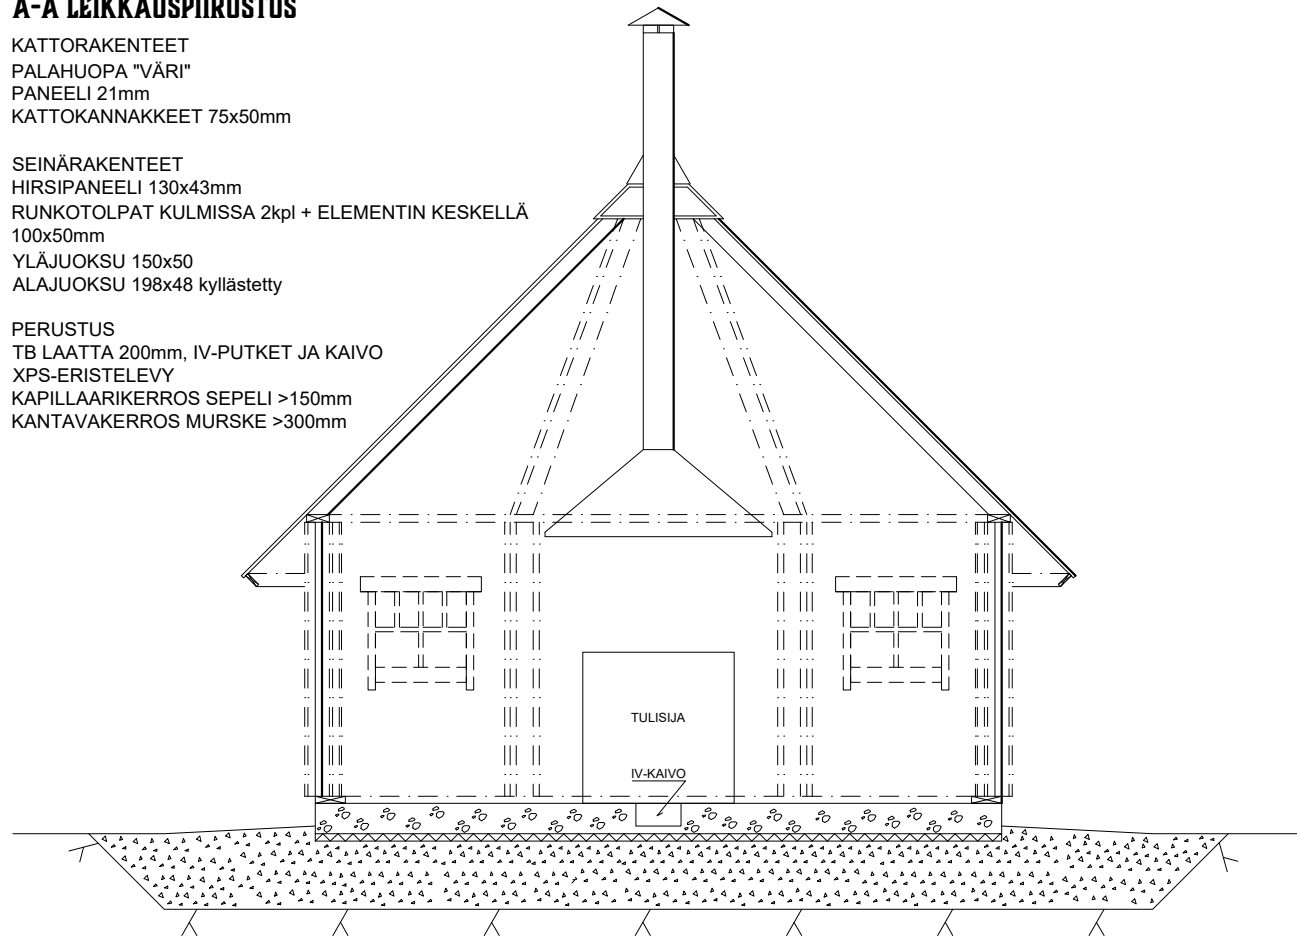 A-A LEIKKAUSPIIRUSTUS
KATTORAKENTEET
PALAHUOPA "VÄRI"
PANEELI 21mm
KATTOKANNAKKEET 75x50mm
SEINÄRAKENTEET
HIRSIPANEELI 130x43mm
RUNKOTOLPAT KULMISSA 2kpl + ELEMENTIN KESKELLÄ
100x50mm
YLÄJUOKSU 150x50
ALAJUOKSU 198x48 kyllästetty
PERUSTUS
TB LAATTA 200mm, IV-PUTKET JA KAIVO
XPS-ERISTELEVY
KAPILLAARIKERROS SEPELI >150mm
KANTAVAKERROS MURSKE >300mm
TULISIJA
IV-KAIVO